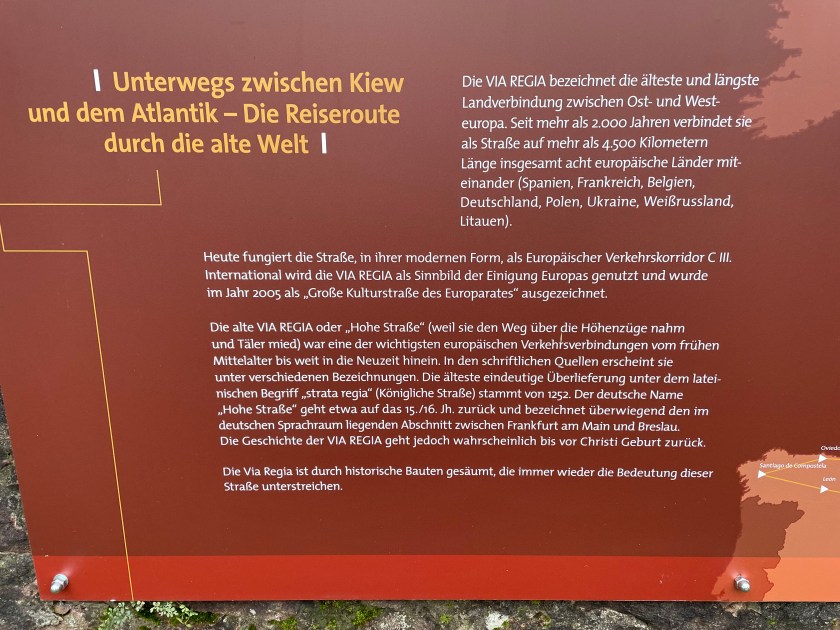 | Unterwegs zwischen Kiew
und dem Atlantik – Die Reiseroute
durch die alte Welt |
Die VIA REGIA bezeichnet die älteste und längste
Landverbindung zwischen Ost- und West-
europa. Seit mehr als 2.000 Jahren verbindet sie
als Straße auf mehr als 4.500 Kilometern
Länge insgesamt acht europäische Länder mit-
einander (Spanien, Frankreich, Belgien,
Deutschland, Polen, Ukraine, Weißrussland,
Litauen).
Heute fungiert die Straße, in ihrer modernen Form, als Europäischer Verkehrskorridor C III.
International wird die VIA REGIA als Sinnbild der Einigung Europas genutzt und wurde
im Jahr 2005 als „Große Kulturstraße des Europarates“ ausgezeichnet.
Die alte VIA REGIA oder „Hohe Straße“ (weil sie den Weg über die Höhenzüge nahm
und Täler mied) war eine der wichtigsten europäischen Verkehrsverbindungen vom frühen
Mittelalter bis weit in die Neuzeit hinein. In den schriftlichen Quellen erscheint sie
unter verschiedenen Bezeichnungen. Die älteste eindeutige Überlieferung unter dem latei-
nischen Begriff „strata regia“ (Königliche Straße) stammt von 1252. Der deutsche Name
„Hohe Straße“ geht etwa auf das 15./16. Jh. zurück und bezeichnet überwiegend den im
deutschen Sprachraum liegenden Abschnitt zwischen Frankfurt am Main und Breslau.
Die Geschichte der VIA REGIA geht jedoch wahrscheinlich bis vor Christi Geburt zurück.
Die Via Regia ist durch historische Bauten gesäumt, die immer wieder die Bedeutung dieser
Straße unterstreichen.
Oviedo
Santiago de Compostela
León